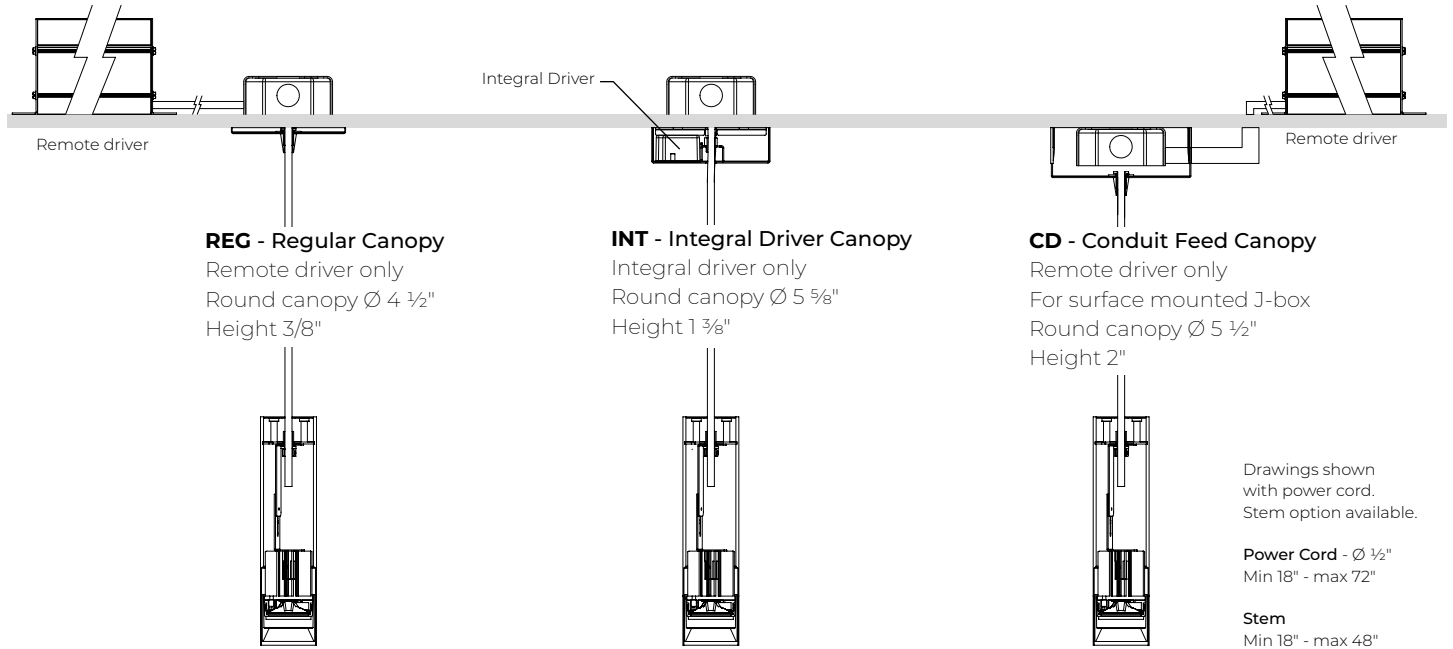 Integral Driver
Remote driver
Remote driver
REG - Regular Canopy
Remote driver only
Round canopy Ø 4 ½"
Height 3/8"
INT - Integral Driver Canopy
Integral driver only
Round canopy Ø 5 ⅝"
Height 1 ⅜"
CD - Conduit Feed Canopy
Remote driver only
For surface mounted J-box
Round canopy Ø 5 ½"
Height 2"
Drawings shown
with power cord.
Stem option available.
Power Cord - Ø ½"
Min 18" - max 72"
Stem
Min 18" - max 48"